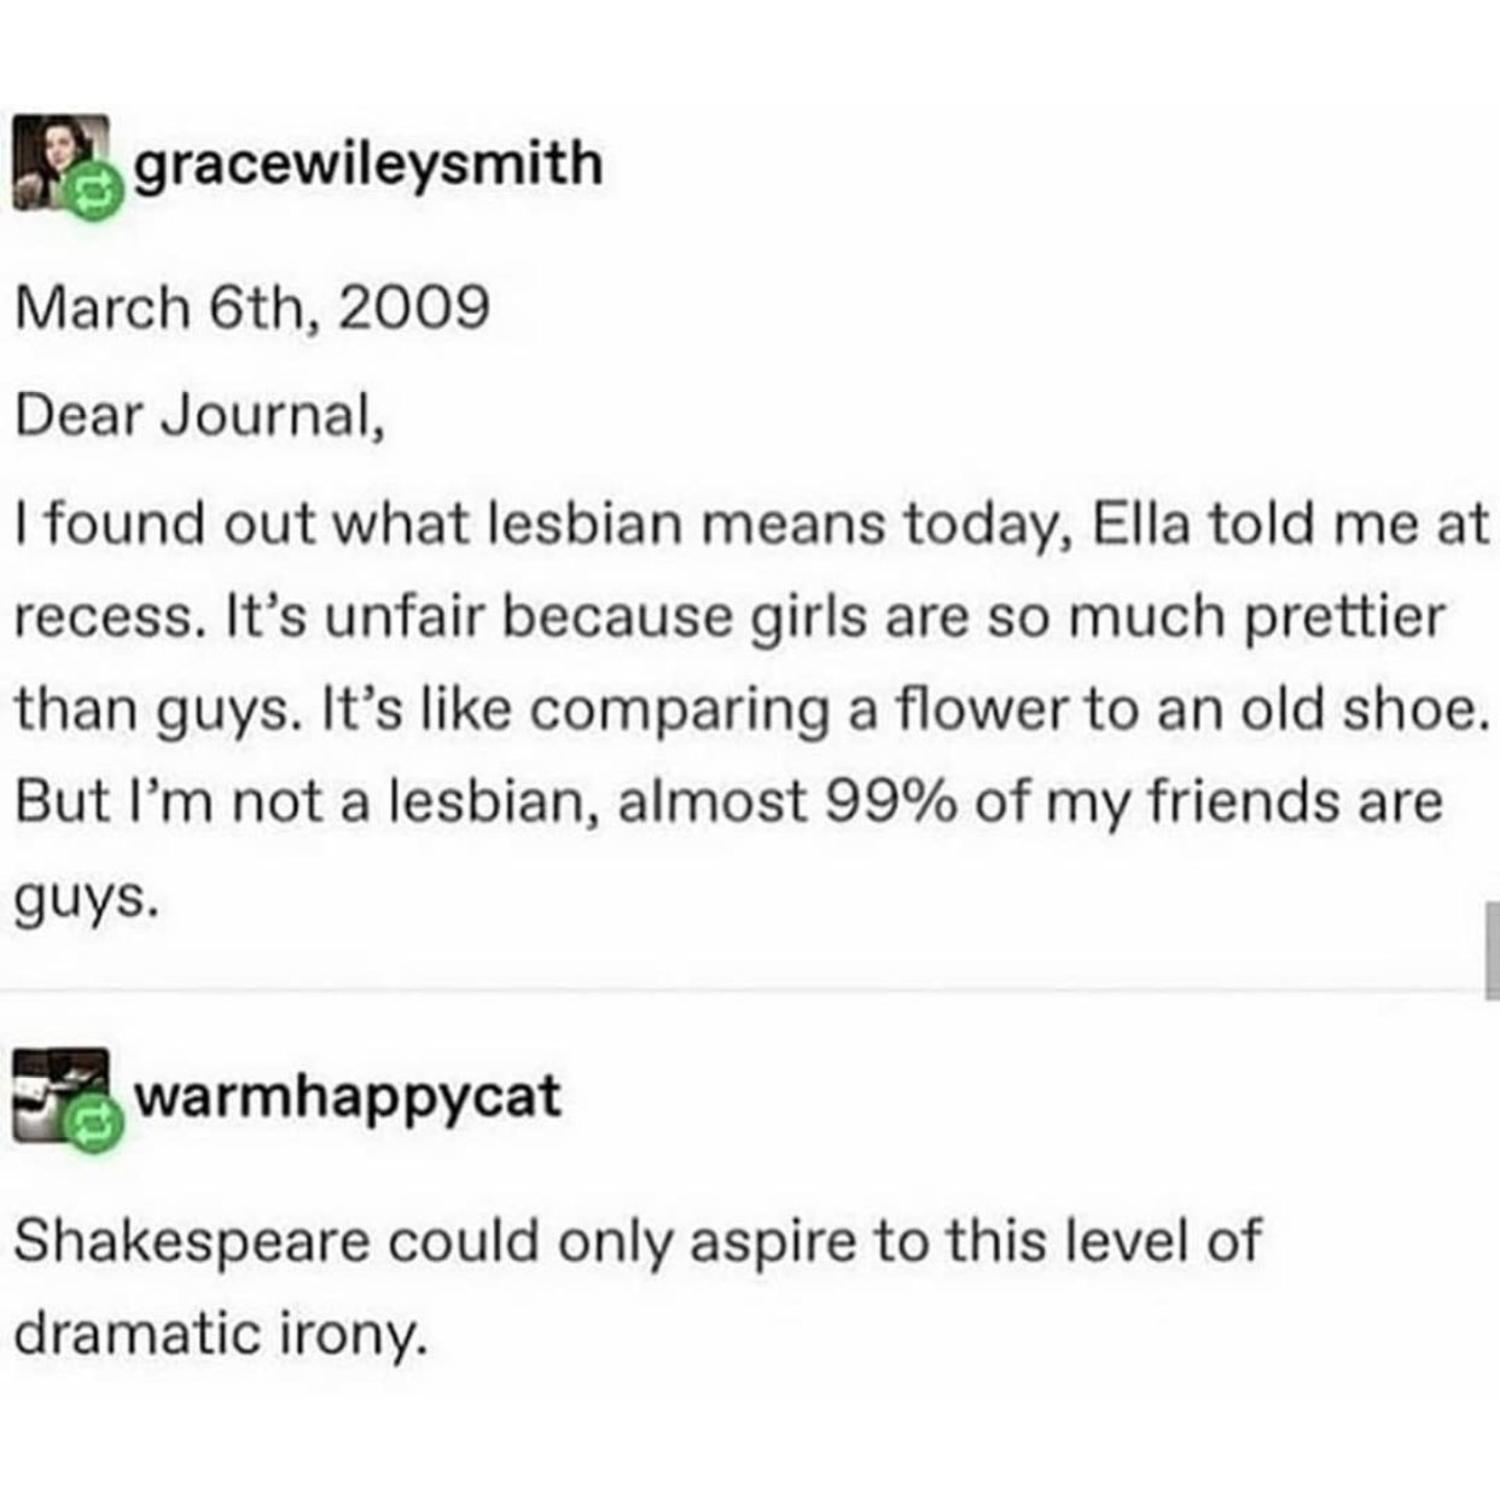 gracewileysmith
March 6th, 2009
Dear Journal,
I found out what lesbian means today, Ella told me at
recess. It's unfair because girls are so much prettier
than guys. It's like comparing a flower to an old shoe.
But I'm not a lesbian, almost 99% of my friends are
guys.
warmhappycat
Shakespeare could only aspire to this level of
dramatic irony.